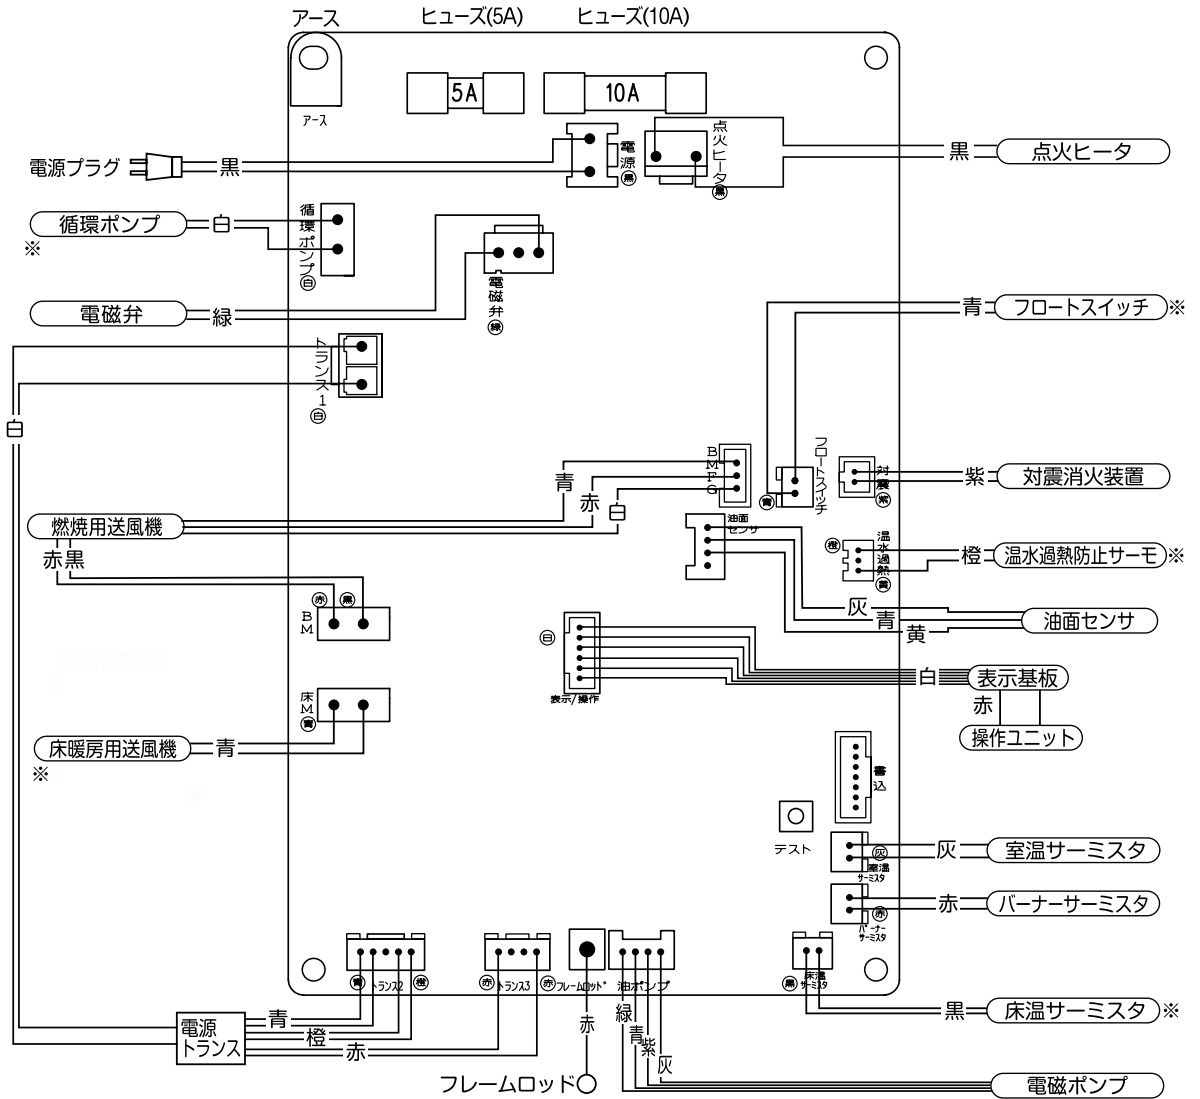 アース
ヒューズ(5A)
ヒューズ(10A)
5A
10A
アース
電源プラグ
黒
電源
黒
点火ヒータ
黒
黒
点火ヒータ
循環ポンプ
※
白
循環ポンプ
白
電磁弁
緑
電磁弁
緑
青
フロートスイッチ※
トランス1
白
白
BMFG
フロートスイッチ
青
対震
紫
紫
対震消火装置
青
赤
白
燃焼用送風機
赤
黒
油面
センサ
橙
温水過熱
黄
橙
温水過熱防止サーモ※
灰
青
黄
油面センサ
赤
黒
BM
白
表示/操作
白
表示基板
赤
操作ユニット
床M
青
床暖房用送風機
※
青
書込
テスト
灰
室温
サーミスタ
灰
室温サーミスタ
赤
バーナー
サーミスタ
赤
バーナーサーミスタ
青
トランス2
橙
赤
トランス3
赤
フレームロッド
油ポンプ
黒
床温
サーミスタ
黒
床温サーミスタ※
電源
トランス
青
橙
赤
赤
フレームロッド
緑
青
紫
灰
電磁ポンプ